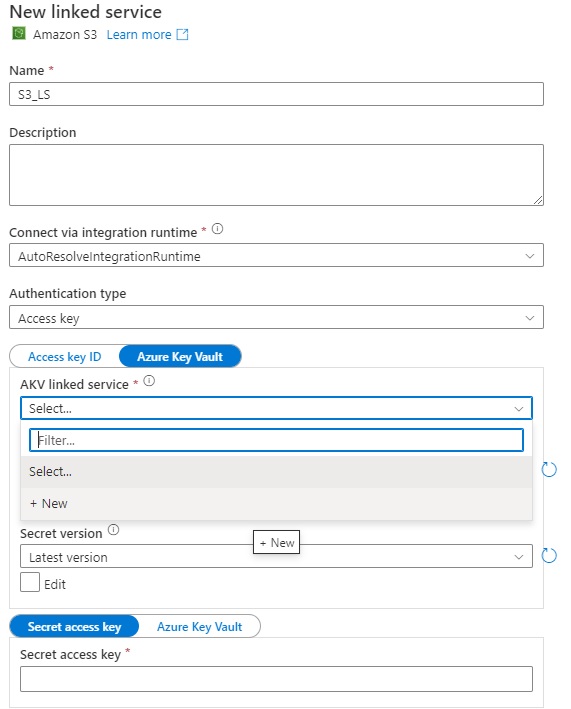 New linked service
Amazon S3 Learn more
Name *
S3_LS
Description
Connect via integration runtime *
AutoResolveIntegrationRuntime
Authentication type
Access key
Access key ID Azure Key Vault
AKV linked service *
Select...
Filter...
Select...
+ New
Secret version
+ New
Latest version
Edit
Secret access key Azure Key Vault
Secret access key *